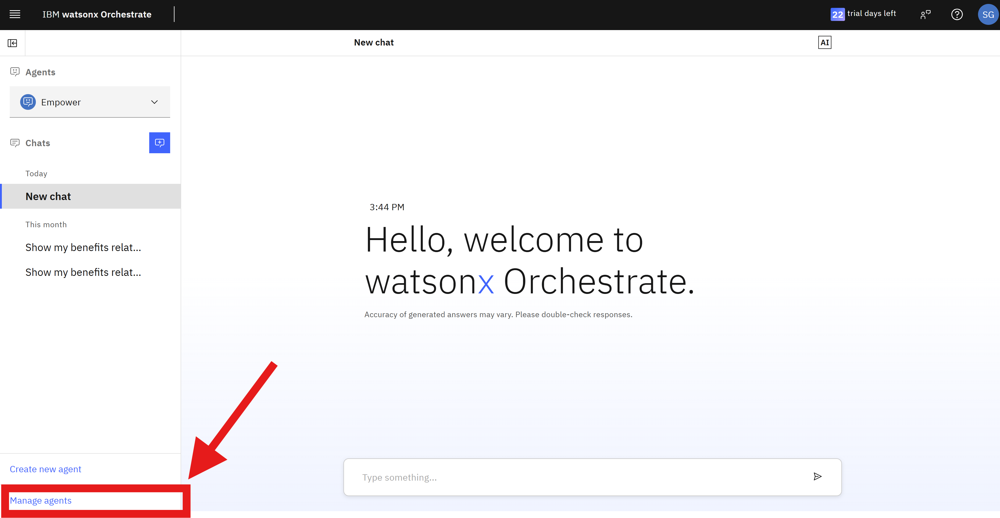 IBM watsonx Orchestrate
22 trial days left
SG
New chat
AI
Agents
Empower
Chats
Today
New chat
This month
Show my benefits relat...
Show my benefits relat...
3:44 PM
Hello, welcome to
watsonx Orchestrate.
Accuracy of generated answers may vary. Please double-check responses.
Type something...
Create new agent
Manage agents